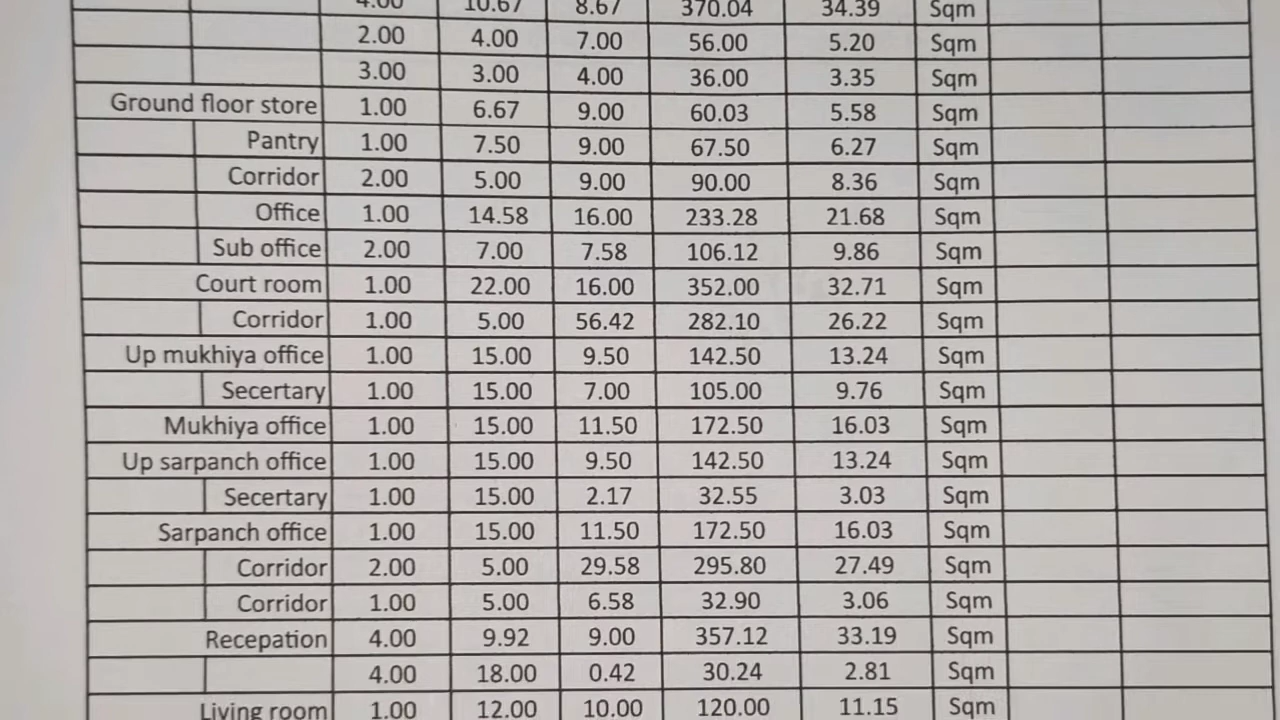 4.00 10.67 8.67 370.04 34.39 Sqm
2.00 4.00 7.00 56.00 5.20 Sqm
3.00 3.00 4.00 36.00 3.35 Sqm
Ground floor store 1.00 6.67 9.00 60.03 5.58 Sqm
Pantry 1.00 7.50 9.00 67.50 6.27 Sqm
Corridor 2.00 5.00 9.00 90.00 8.36 Sqm
Office 1.00 14.58 16.00 233.28 21.68 Sqm
Sub office 2.00 7.00 7.58 106.12 9.86 Sqm
Court room 1.00 22.00 16.00 352.00 32.71 Sqm
Corridor 1.00 5.00 56.42 282.10 26.22 Sqm
Up mukhiya office 1.00 15.00 9.50 142.50 13.24 Sqm
Secertary 1.00 15.00 7.00 105.00 9.76 Sqm
Mukhiya office 1.00 15.00 11.50 172.50 16.03 Sqm
Up sarpanch office 1.00 15.00 9.50 142.50 13.24 Sqm
Secertary 1.00 15.00 2.17 32.55 3.03 Sqm
Sarpanch office 1.00 15.00 11.50 172.50 16.03 Sqm
Corridor 2.00 5.00 29.58 295.80 27.49 Sqm
Corridor 1.00 5.00 6.58 32.90 3.06 Sqm
Recepation 4.00 9.92 9.00 357.12 33.19 Sqm
4.00 18.00 0.42 30.24 2.81 Sqm
Living room 1.00 12.00 10.00 120.00 11.15 Sqm